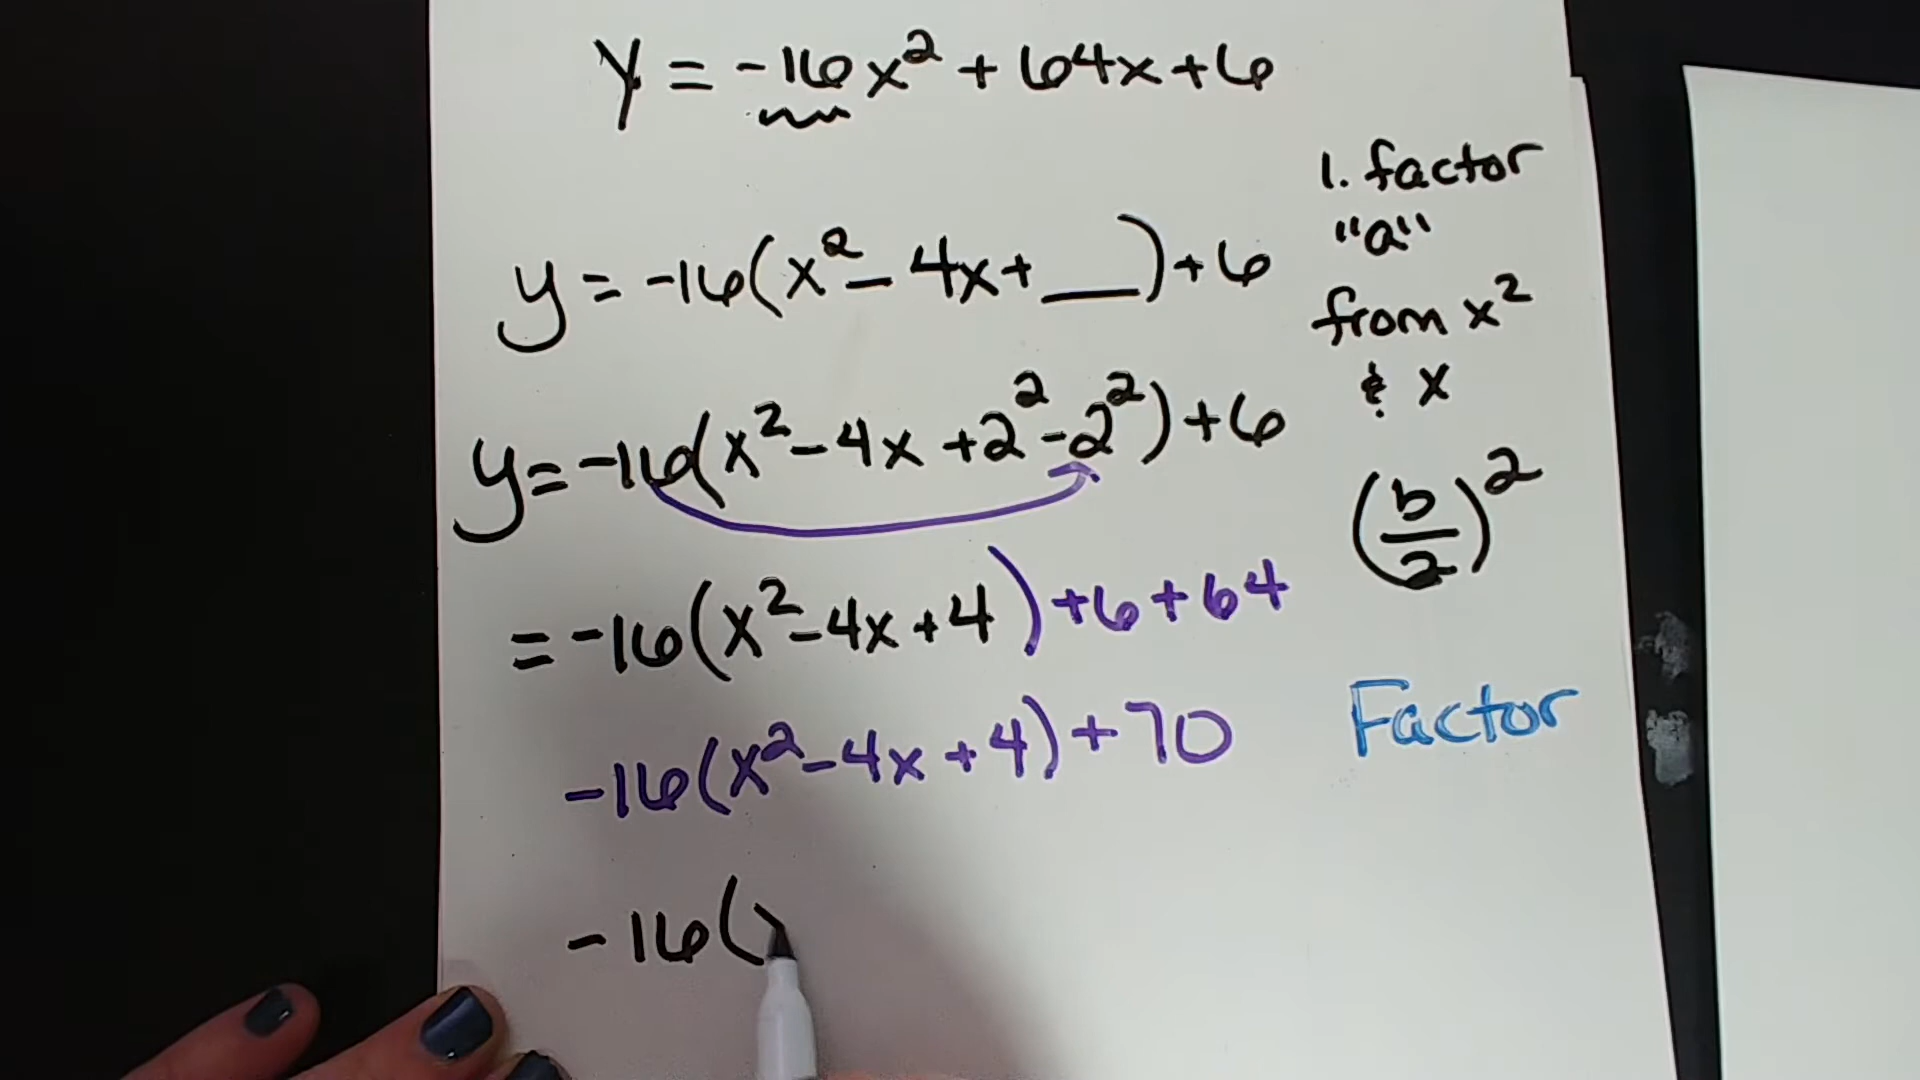 y = -16x² + 64x + 6
1. factor
"a"
from x²
& x
y = -16(x² - 4x + __) + 6
y = -16(x² - 4x + 2² - 2²) + 6
(b/2)²
= -16(x² - 4x + 4) + 6 + 64
-16(x² - 4x + 4) + 70
Factor
-16(